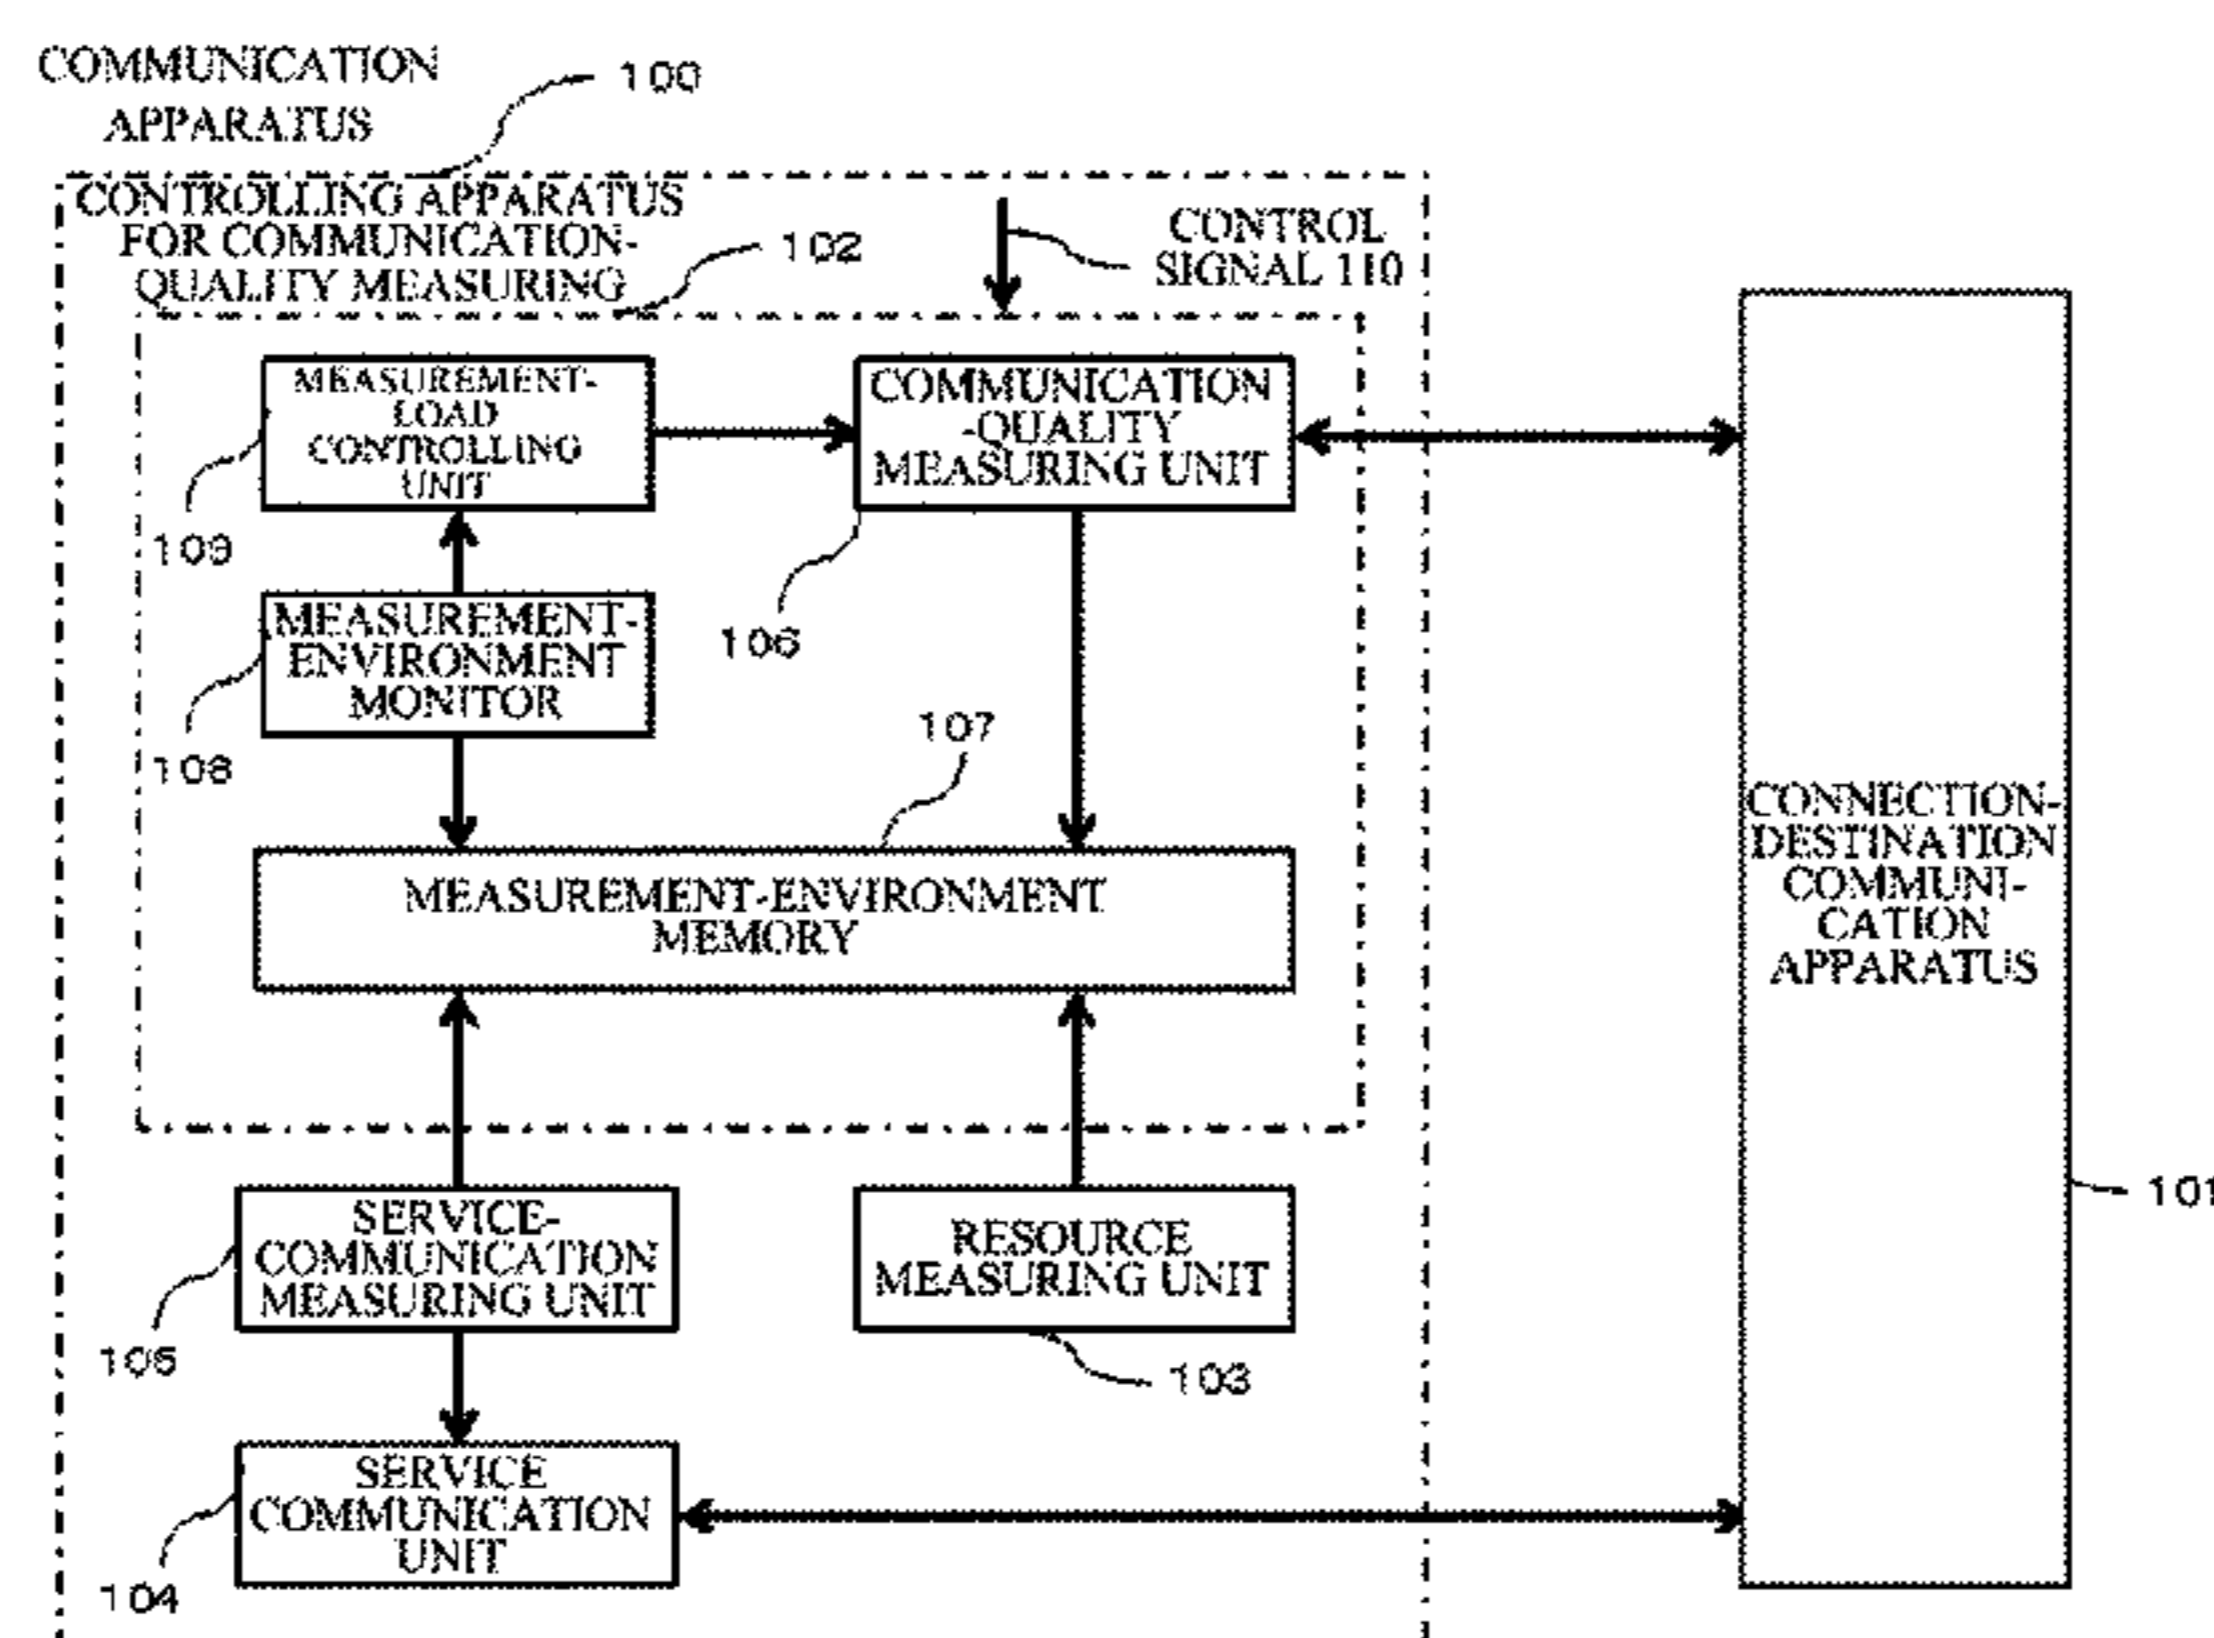 COMMUNICATION
APPARATUS
100
CONTROLLING APPARATUS
FOR COMMUNICATION-
QUALITY MEASURING
102
CONTROL
SIGNAL 110
MEASUREMENT-
LOAD
CONTROLLING
UNIT
109
COMMUNICATION
-QUALITY
MEASURING UNIT
106
MEASUREMENT-
ENVIRONMENT
MONITOR
108
107
MEASUREMENT-ENVIRONMENT
MEMORY
CONNECTION-
DESTINATION
COMMUNI-
CATION
APPARATUS
101
SERVICE-
COMMUNICATION
MEASURING UNIT
105
RESOURCE
MEASURING UNIT
103
SERVICE
COMMUNICATION
UNIT
104